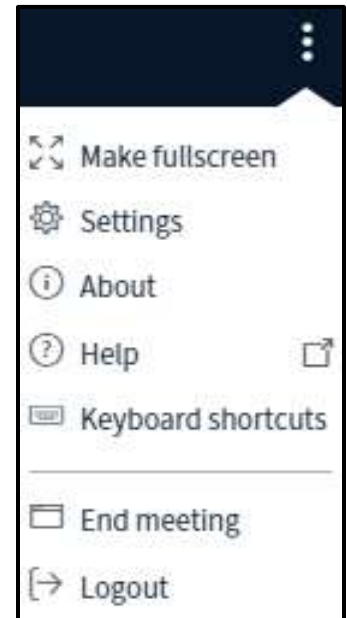 Make fullscreen
Settings
About
Help
Keyboard shortcuts
End meeting
Logout